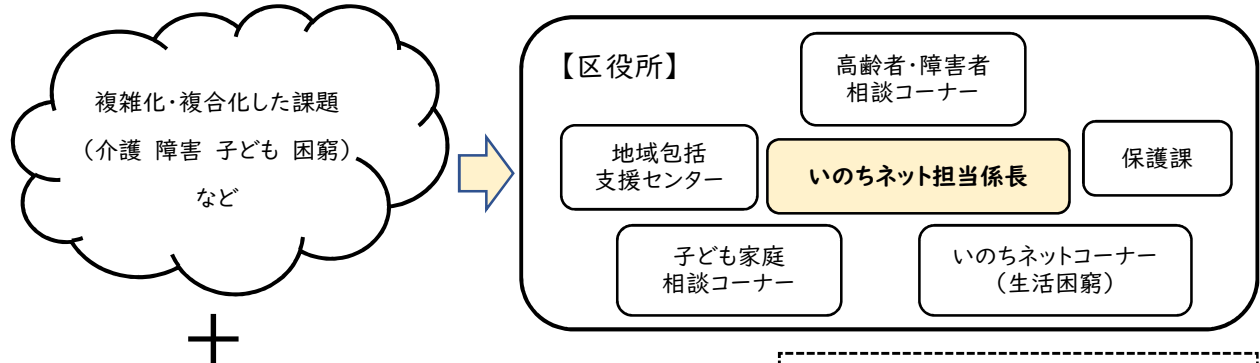 複雑化・複合化した課題
（介護 障害 子ども 困窮）
など
【区役所】
高齢者・障害者
相談コーナー
地域包括
支援センター
いのちネット担当係長
保護課
子ども家庭
相談コーナー
いのちネットコーナー
（生活困窮）
＋